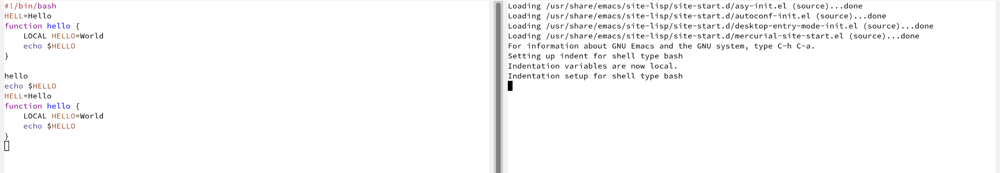 #!/bin/bash
HELL=Hello
function hello {
    LOCAL HELLO=World
    echo $HELLO
}

hello
echo $HELLO
HELL=Hello
function hello {
    LOCAL HELLO=World
    echo $HELLO
}
Loading /usr/share/emacs/site-lisp/site-start.d/asy-init.el (source)...done
Loading /usr/share/emacs/site-lisp/site-start.d/autoconf-init.el (source)...done
Loading /usr/share/emacs/site-lisp/site-start.d/desktop-entry-mode-init.el (source)...done
Loading /usr/share/emacs/site-lisp/site-start.d/mercurial-site-start.el (source)...done
For information about GNU Emacs and the GNU system, type C-h C-a.
Setting up indent for shell type bash
Indentation variables are now local.
Indentation setup for shell type bash